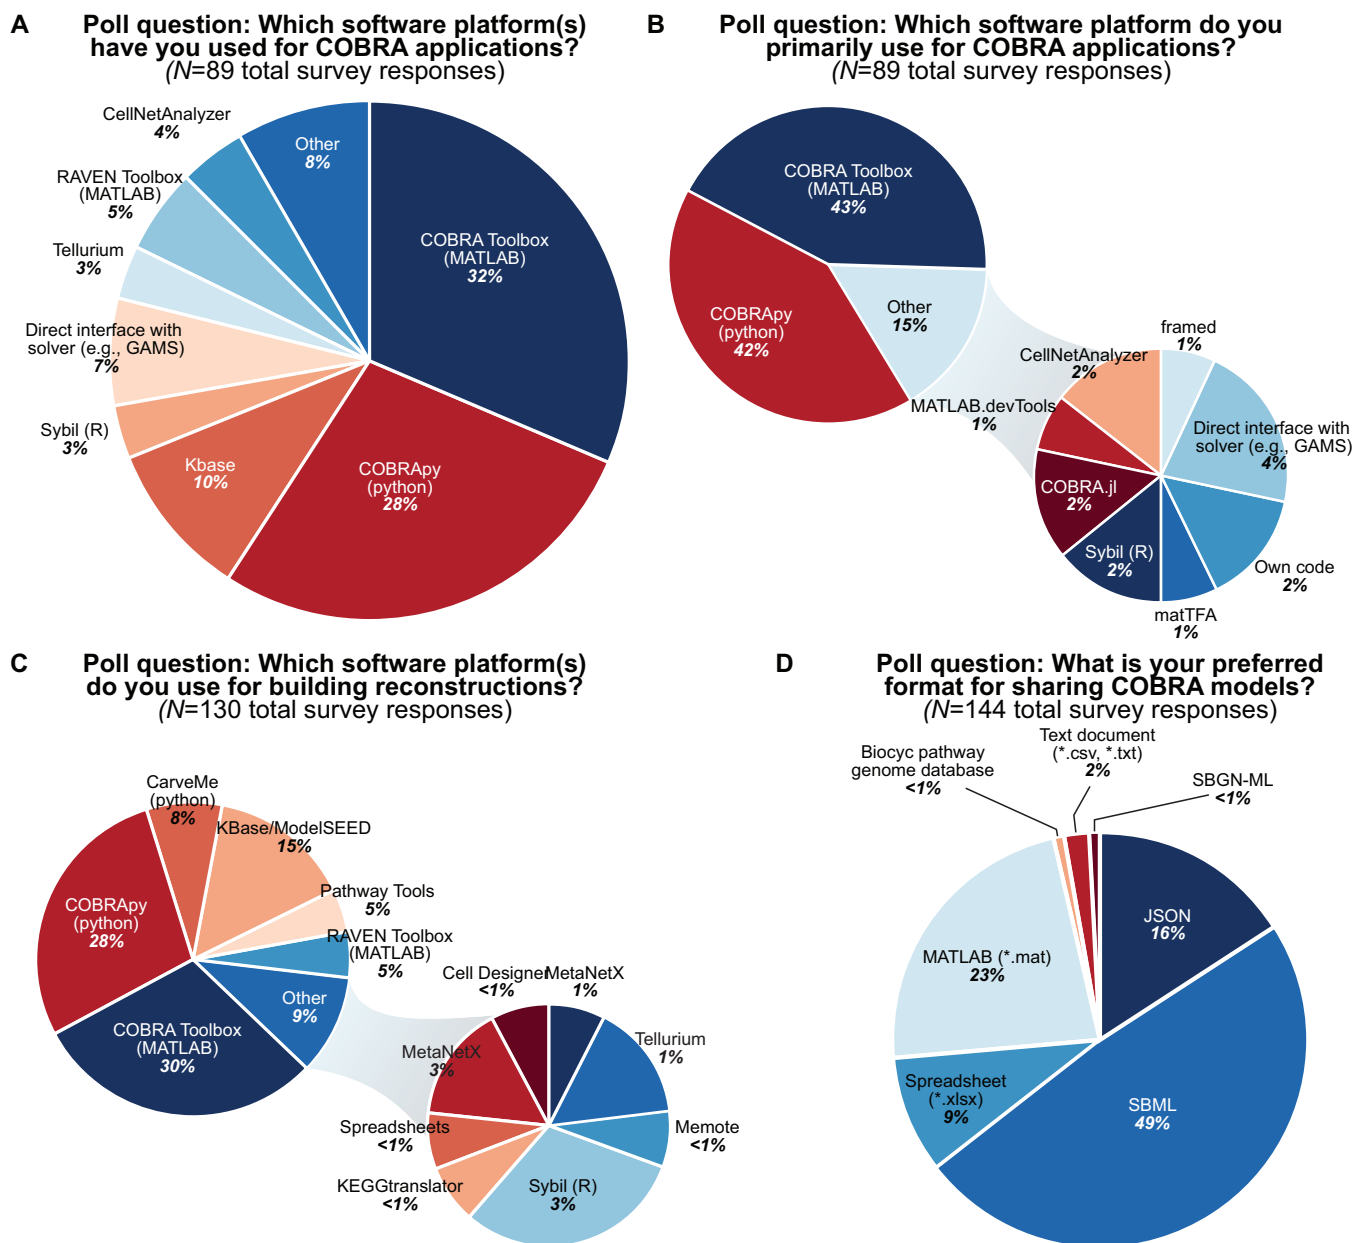 A
Poll question: Which software platform(s)
have you used for COBRA applications?
(N=89 total survey responses)
CellNetAnalyzer
4%
Other
8%
RAVEN Toolbox
(MATLAB)
5%
Tellurium
3%
COBRA Toolbox
(MATLAB)
32%
Direct interface with
solver (e.g., GAMS)
7%
Sybil (R)
3%
Kbase
10%
COBRApy
(python)
28%
B
Poll question: Which software platform do you
primarily use for COBRA applications?
(N=89 total survey responses)
COBRA Toolbox
(MATLAB)
43%
COBRApy
(python)
42%
Other
15%
framed
1%
CellNetAnalyzer
2%
MATLAB.devTools
1%
Direct interface with
solver (e.g., GAMS)
4%
COBRA.jl
2%
Sybil (R)
2%
Own code
2%
matTFA
1%
C
Poll question: Which software platform(s)
do you use for building reconstructions?
(N=130 total survey responses)
CarveMe
(python)
8%
KBase/ModelSEED
15%
Pathway Tools
5%
COBRApy
(python)
28%
RAVEN Toolbox
(MATLAB)
5%
Other
9%
COBRA Toolbox
(MATLAB)
30%
Cell Designer
<1%
MetaNetX
1%
MetaNetX
3%
Tellurium
1%
Spreadsheets
<1%
Memote
<1%
KEGGtranslator
<1%
Sybil (R)
3%
D
Poll question: What is your preferred
format for sharing COBRA models?
(N=144 total survey responses)
Text document
(*.csv, *.txt)
2%
Biocyc pathway
genome database
<1%
SBGN-ML
<1%
JSON
16%
MATLAB (*.mat)
23%
Spreadsheet
(*.xlsx)
9%
SBML
49%